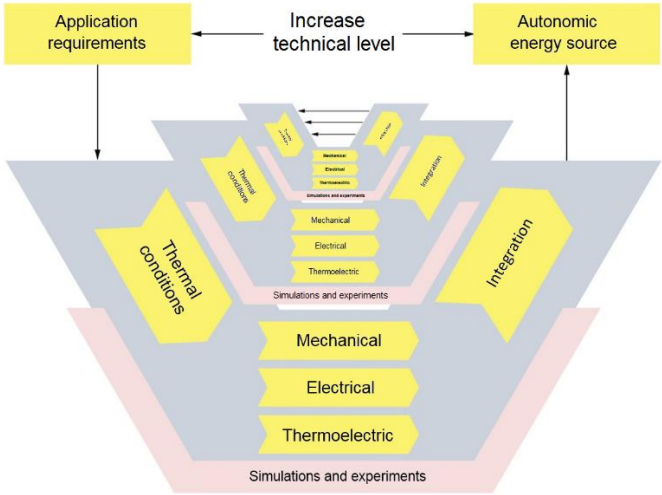 Application
requirements
Increase
technical level
Autonomic
energy source
Mechanical
Electrical
Thermoelectric
Simulations and experiments
Thermal
conditions
Integration
Mechanical
Electrical
Thermoelectric
Simulations and experiments
Thermal
conditions
Integration
Mechanical
Electrical
Thermoelectric
Simulations and experiments